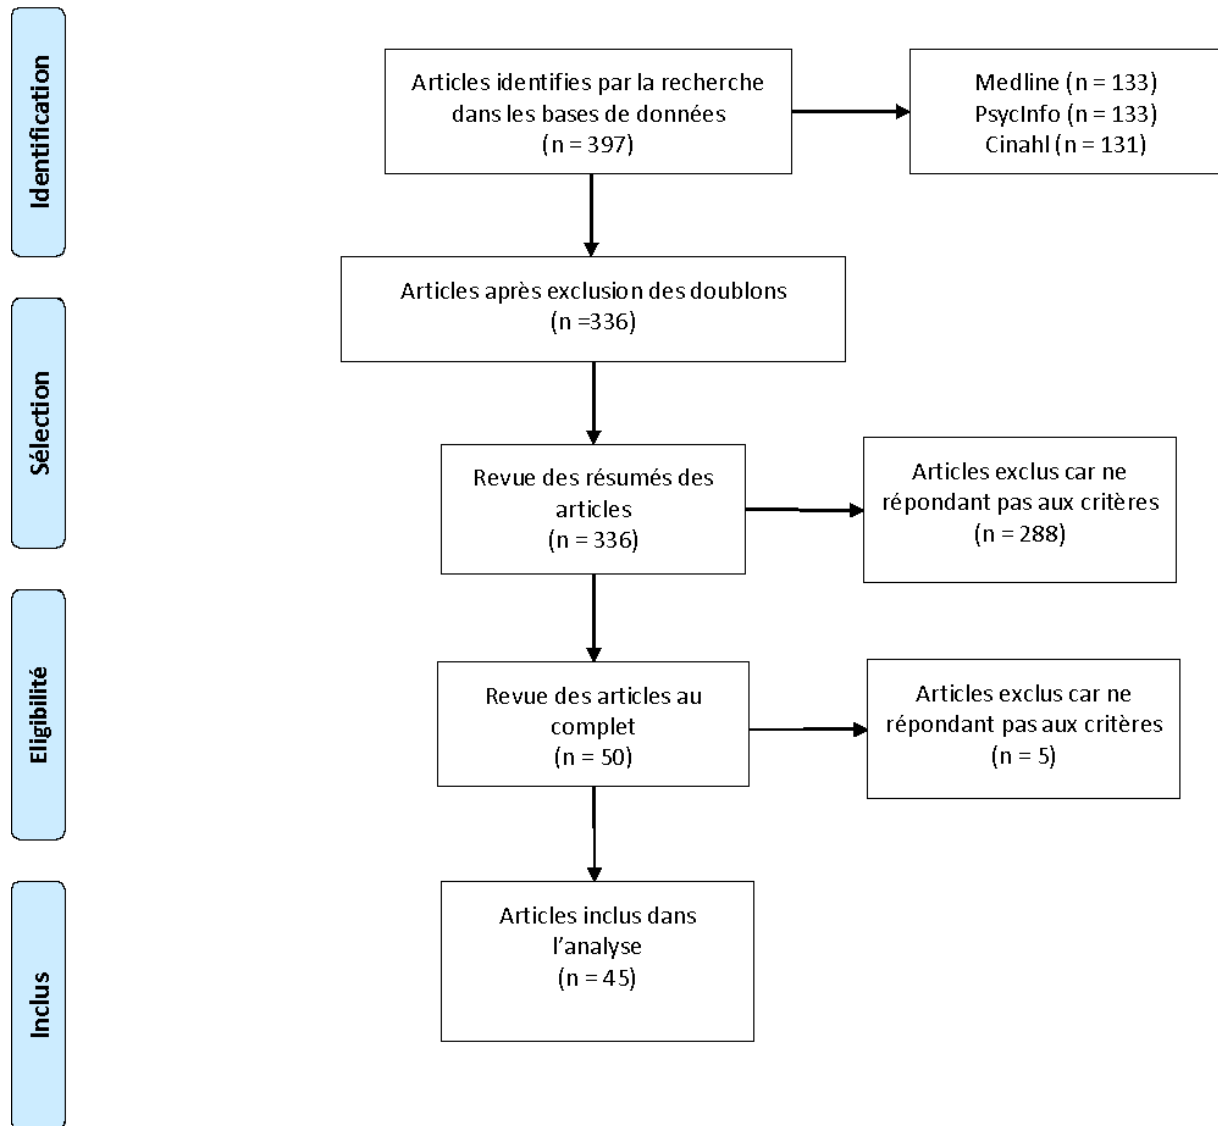 Identification
Articles identifies par la recherche
dans les bases de données
(n = 397)
Medline (n = 133)
PsycInfo (n = 133)
Cinahl (n = 131)
Sélection
Articles après exclusion des doublons
(n =336)
Revue des résumés des
articles
(n = 336)
Articles exclus car ne
répondant pas aux critères
(n = 288)
Eligibilité
Revue des articles au
complet
(n = 50)
Articles exclus car ne
répondant pas aux critères
(n = 5)
Inclus
Articles inclus dans
l'analyse
(n = 45)